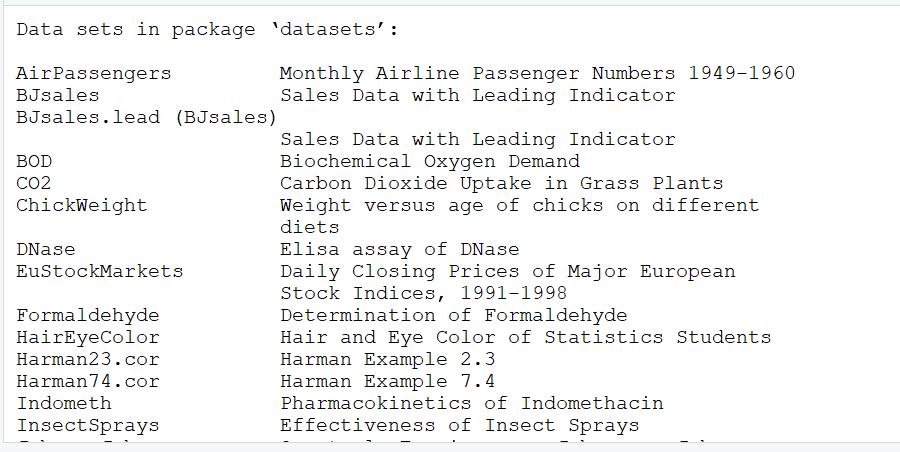 Data sets in package ‘datasets’:
AirPassengers Monthly Airline Passenger Numbers 1949-1960
BJsales Sales Data with Leading Indicator
BJsales.lead (BJsales)
Sales Data with Leading Indicator
BOD Biochemical Oxygen Demand
CO2 Carbon Dioxide Uptake in Grass Plants
ChickWeight Weight versus age of chicks on different
diets
DNase Elisa assay of DNase
EuStockMarkets Daily Closing Prices of Major European
Stock Indices, 1991-1998
Formaldehyde Determination of Formaldehyde
HairEyeColor Hair and Eye Color of Statistics Students
Harman23.cor Harman Example 2.3
Harman74.cor Harman Example 7.4
Indometh Pharmacokinetics of Indomethacin
InsectSprays Effectiveness of Insect Sprays